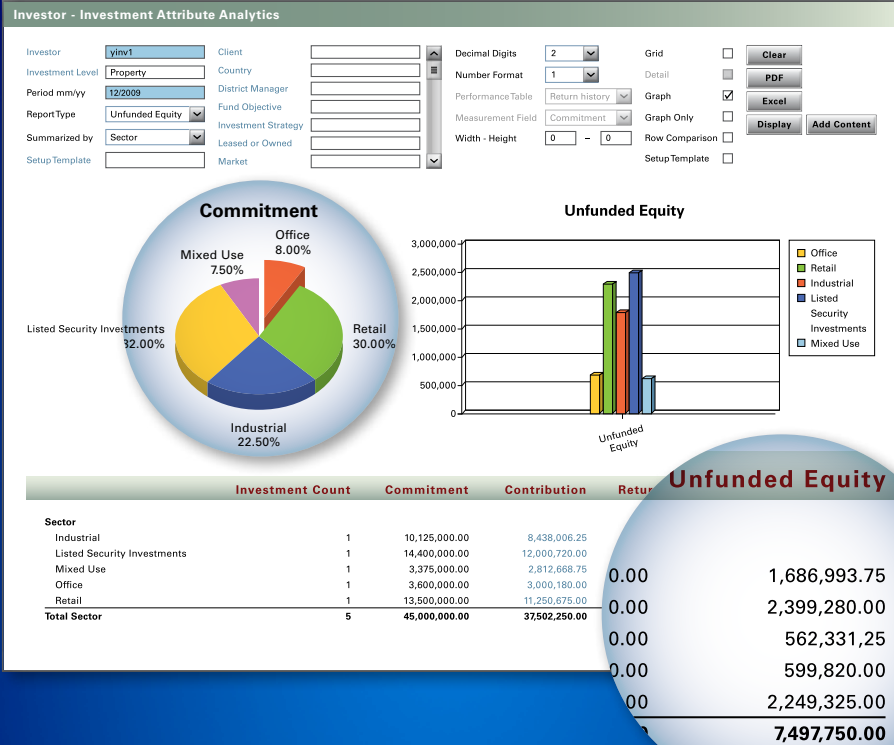 Investor - Investment Attribute Analytics
Investor yinv1 Client Decimal Digits 2 Grid Clear
Investment Level Property Country Number Format 1 Detail PDF
Period mm/yy 12/2009 District Manager Performance Table Return history Graph Excel
Report Type Unfunded Equity Fund Objective Measurement Field Commitment Graph Only Display Add Content
Summarized by Sector Investment Strategy Width - Height 0 – 0 Row Comparison
Setup Template Leased or Owned Setup Template
Market
Commitment
Office
8.00%
Mixed Use
7.50%
Listed Security Investments
32.00%
Retail
30.00%
Industrial
22.50%
Unfunded Equity
3,000,000
2,500,000
2,000,000
1,500,000
1,000,000
500,000
0
Unfunded
Equity
Office
Retail
Industrial
Listed
Security
Investments
Mixed Use
Investment Count Commitment Contribution Retur Unfunded Equity
Sector
Industrial 1 10,125,000.00 8,438,006.25 0.00 1,686,993.75
Listed Security Investments 1 14,400,000.00 12,000,720.00 0.00 2,399,280.00
Mixed Use 1 3,375,000.00 2,812,668.75 0.00 562,331,25
Office 1 3,600,000.00 3,000,180.00 0.00 599,820.00
Retail 1 13,500,000.00 11,250,675.00 00 2,249,325.00
Total Sector 5 45,000,000.00 37,502,250.00 7,497,750.00